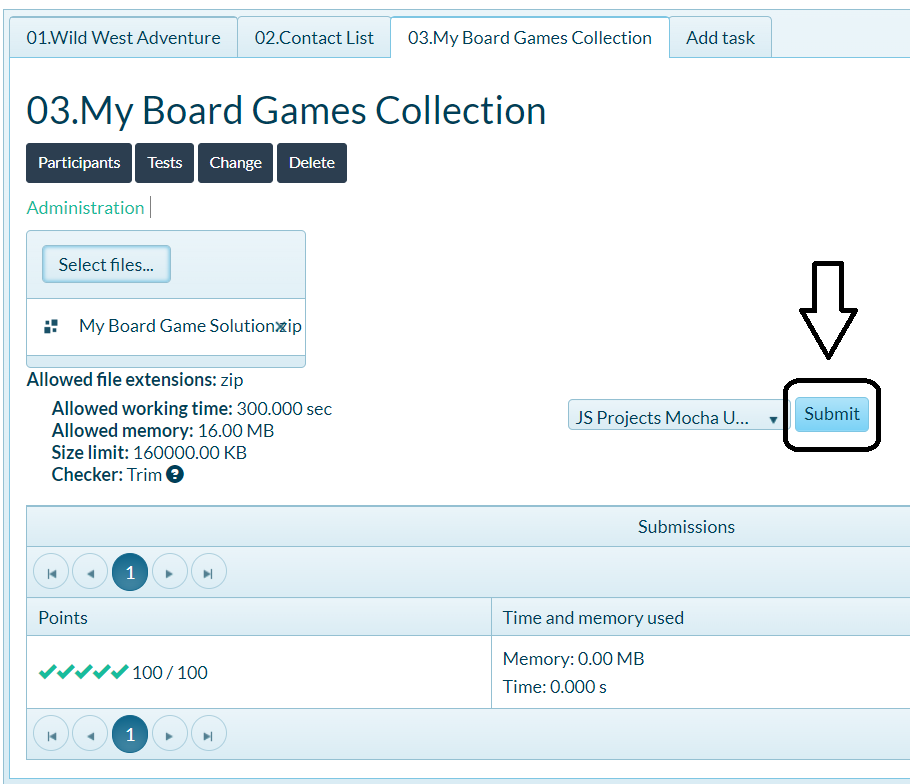 01.Wild West Adventure 02.Contact List 03.My Board Games Collection Add task
03.My Board Games Collection
Participants Tests Change Delete
Administration
Select files...
My Board Game Solution.zip
Allowed file extensions: zip
Allowed working time: 300.000 sec
Allowed memory: 16.00 MB
Size limit: 160000.00 KB
Checker: Trim ?
JS Projects Mocha U... Submit
Submissions
1
Points Time and memory used
100 / 100 Memory: 0.00 MB
Time: 0.000 s
1